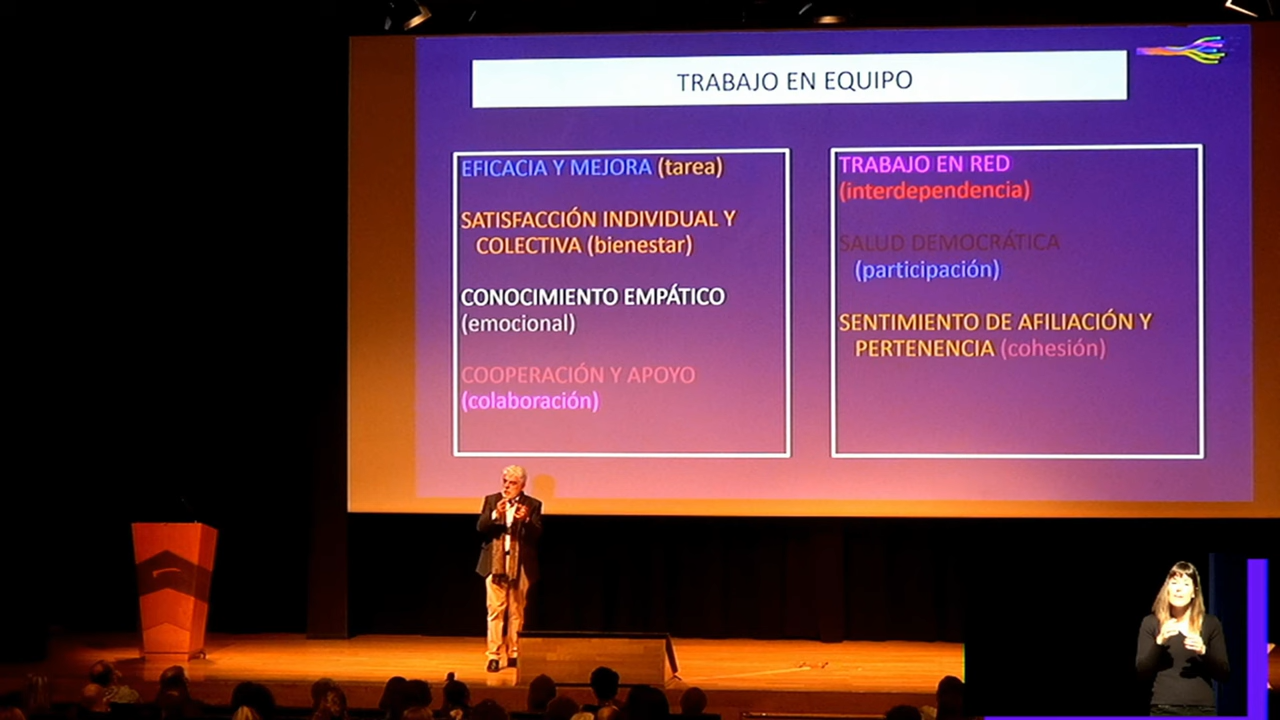 TRABAJO EN EQUIPO
EFICACIA Y MEJORA (tarea)
SATISFACCIÓN INDIVIDUAL Y
COLECTIVA (bienestar)
CONOCIMIENTO EMPÁTICO
(emocional)
COOPERACIÓN Y APOYO
(colaboración)
TRABAJO EN RED
(interdependencia)
SALUD DEMOCRÁTICA
(participación)
SENTIMIENTO DE AFILIACIÓN Y
PERTENENCIA (cohesión)